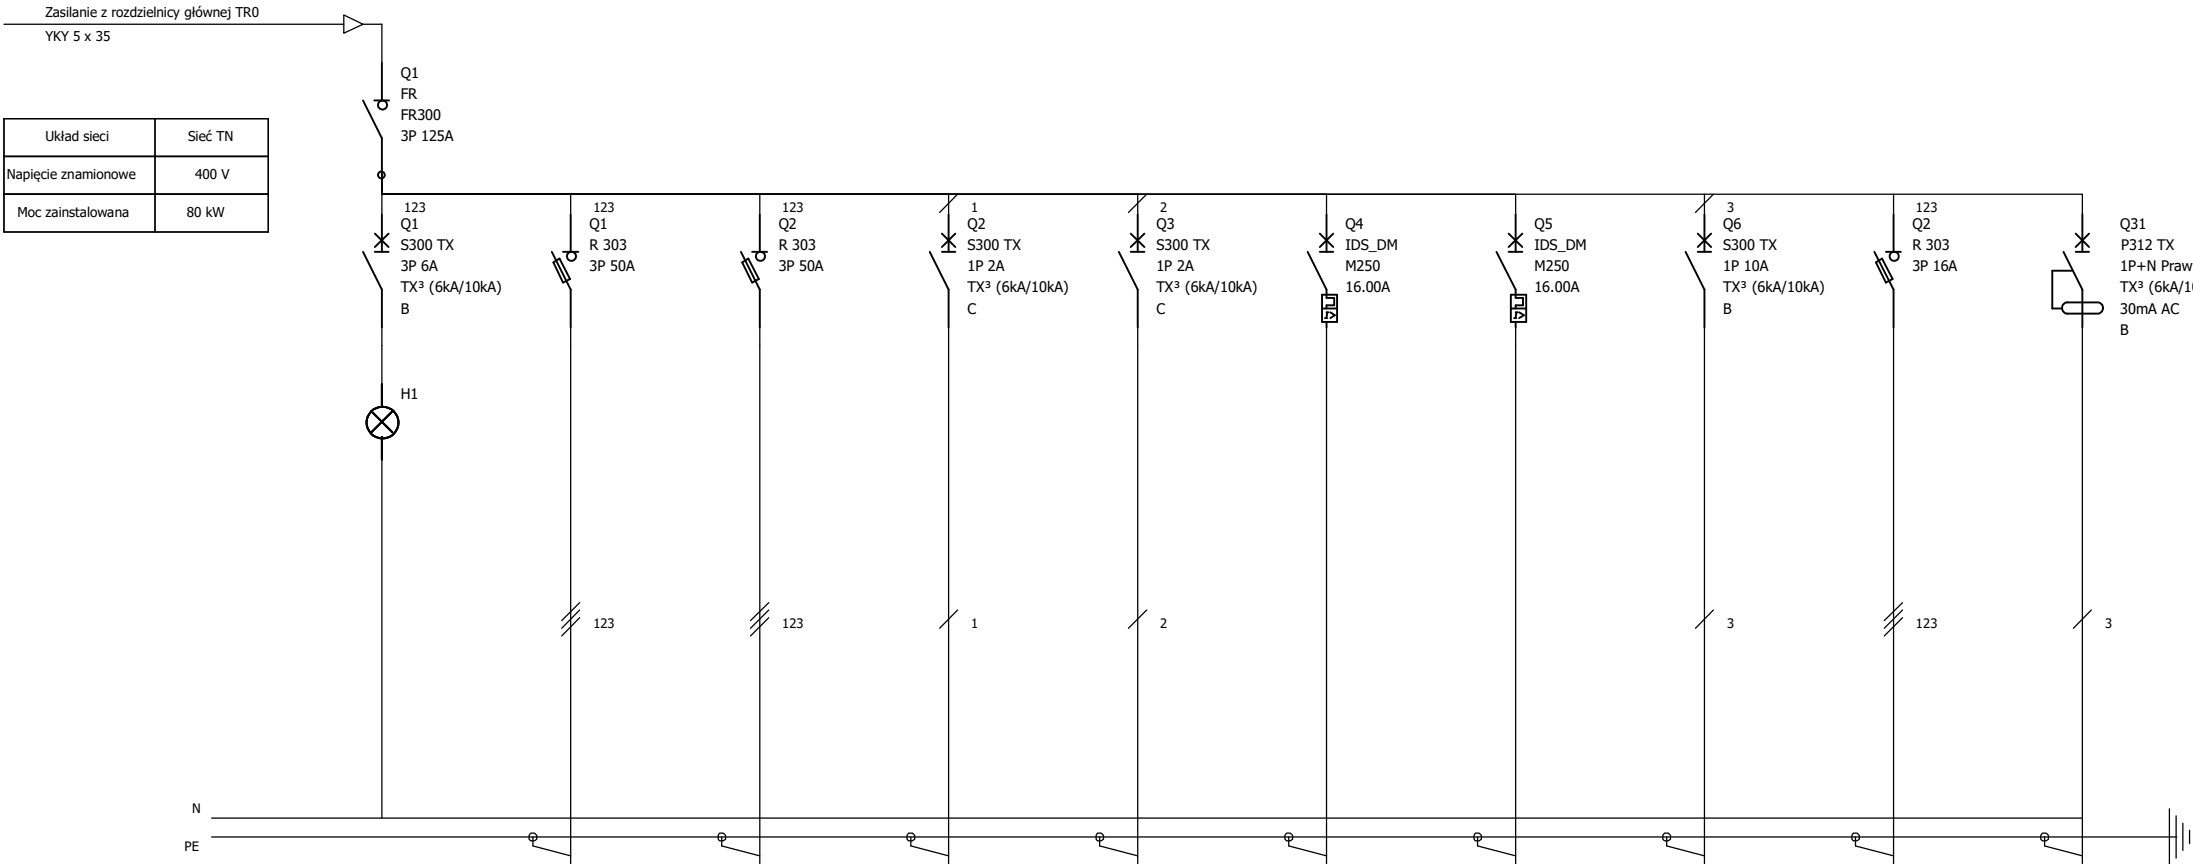 Zasilanie z rozdzielnicy głównej TR0
YKY 5 x 35
Q1
FR
FR300
3P 125A
Układ sieci
Sieć TN
Napięcie znamionowe
400 V
Moc zainstalowana
80 kW
123
Q1
S300 TX
3P 6A
TX³ (6kA/10kA)
B
H1
123
Q1
R 303
3P 50A
123
123
Q2
R 303
3P 50A
123
1
Q2
S300 TX
1P 2A
TX³ (6kA/10kA)
C
1
2
Q3
S300 TX
1P 2A
TX³ (6kA/10kA)
C
2
Q4
IDS_DM
M250
16.00A
Q5
IDS_DM
M250
16.00A
3
Q6
S300 TX
1P 10A
TX³ (6kA/10kA)
B
3
123
Q2
R 303
3P 16A
123
Q31
P312 TX
1P+N Praw
TX³ (6kA/10
30mA AC
B
3
N
PE